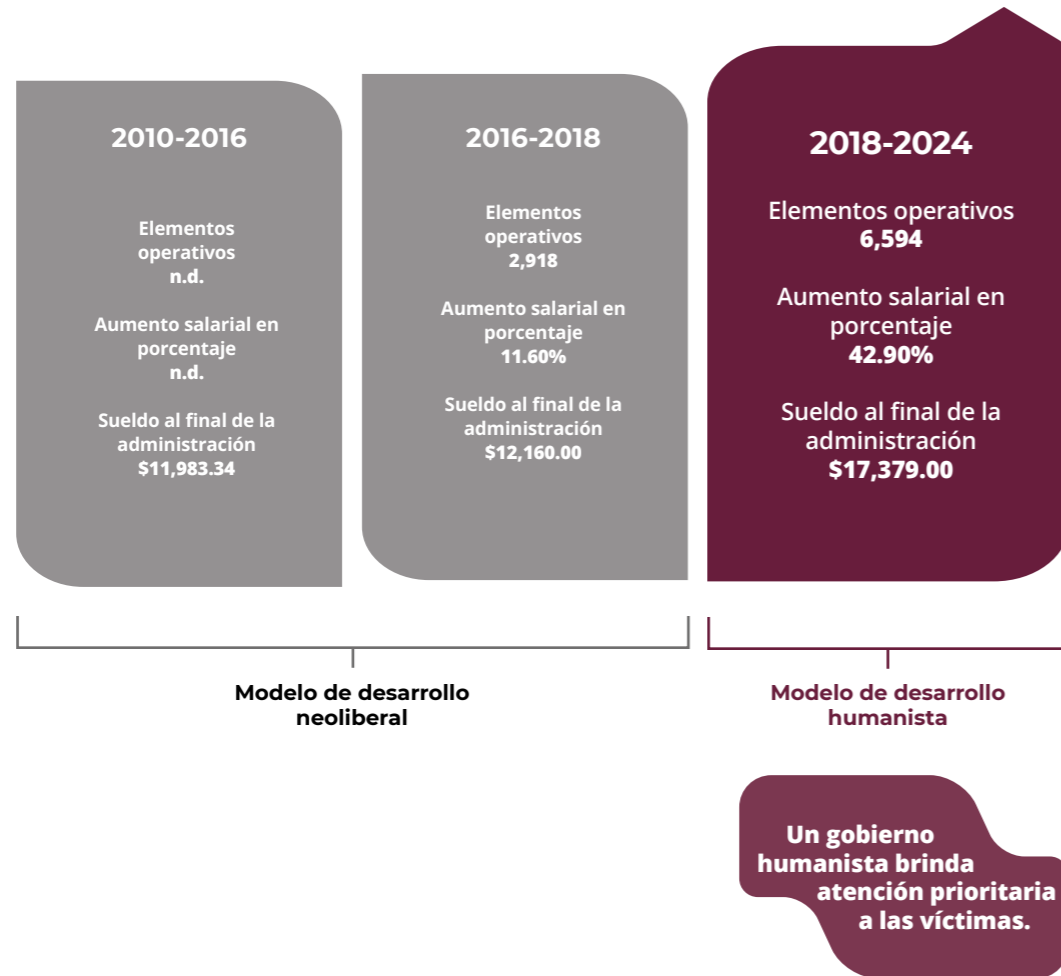 2010-2016
Elementos
operativos
n.d.
Aumento salarial en
porcentaje
n.d.
Sueldo al final de la
administración
$11,983.34
2016-2018
Elementos
operativos
2,918
Aumento salarial en
porcentaje
11.60%
Sueldo al final de la
administración
$12,160.00
2018-2024
Elementos operativos
6,594
Aumento salarial en
porcentaje
42.90%
Sueldo al final de la
administración
$17,379.00
Modelo de desarrollo
neoliberal
Modelo de desarrollo
humanista
Un gobierno
humanista brinda
atención prioritaria
a las víctimas.